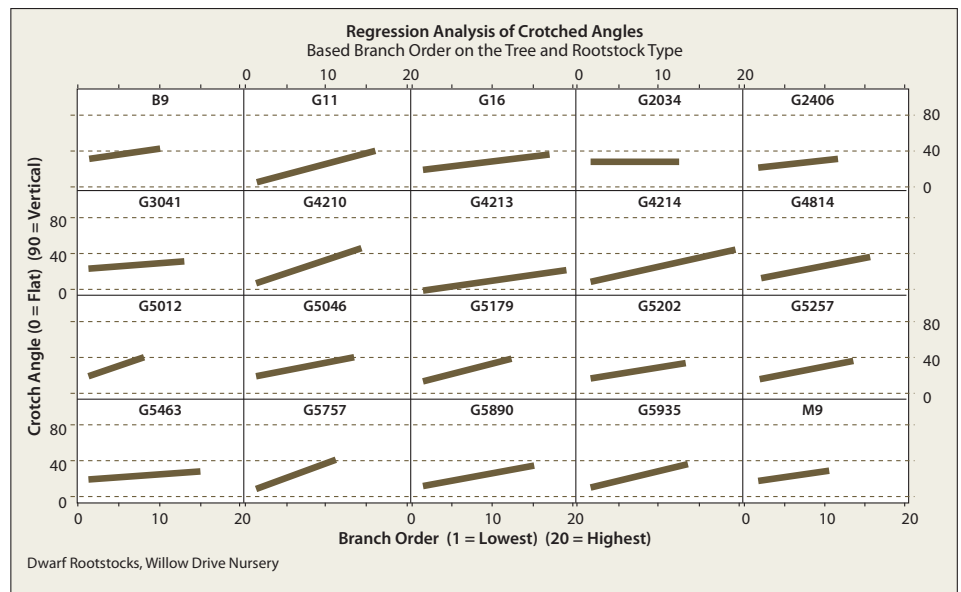 Regression Analysis of Crotched Angles
Based Branch Order on the Tree and Rootstock Type
0 10 20 0 10 20
B9 G11 G16 G2034 G2406
80
40
0
G3041 G4210 G4213 G4214 G4814
80
40
0
G5012 G5046 G5179 G5202 G5257
80
40
0
G5463 G5757 G5890 G5935 M9
80
40
0
0 10 20 0 10 20 0 10 20
Crotch Angle (0 = Flat) (90 = Vertical)
Branch Order (1 = Lowest) (20 = Highest)
Dwarf Rootstocks, Willow Drive Nursery